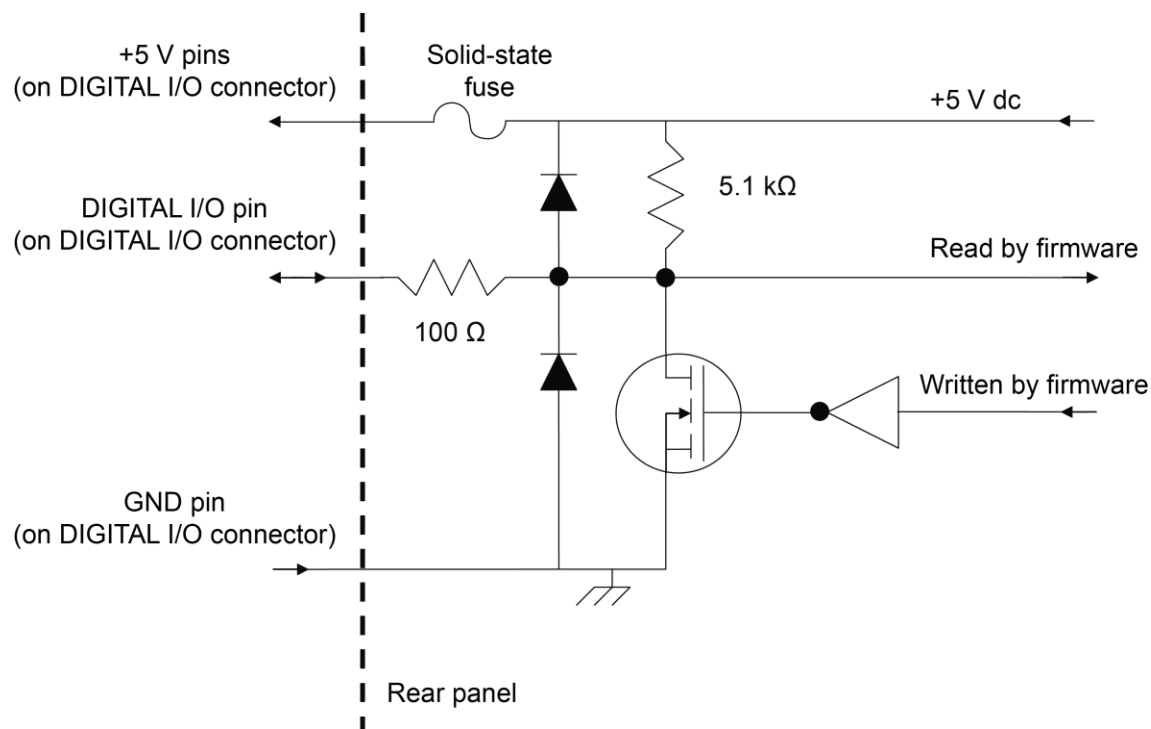 +5 V pins
(on DIGITAL I/O connector)
Solid-state
fuse
+5 V dc
5.1 kΩ
DIGITAL I/O pin
(on DIGITAL I/O connector)
Read by firmware
100 Ω
Written by firmware
GND pin
(on DIGITAL I/O connector)
Rear panel